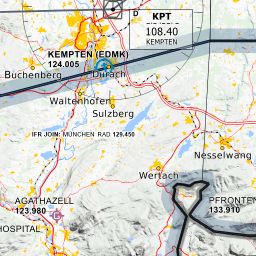 D
KPT
108.40
KEMPTEN
KEMPTEN (EDMK)
124.005
Durach
Buchenberg
Waltenhofen
Sulzberg
IFR JOIN: MÜNCHEN RAD 129.450
Nesselwang
Wertach
AGATHAZELL
123.980
PFRONTEN
133.910
HOSPITAL